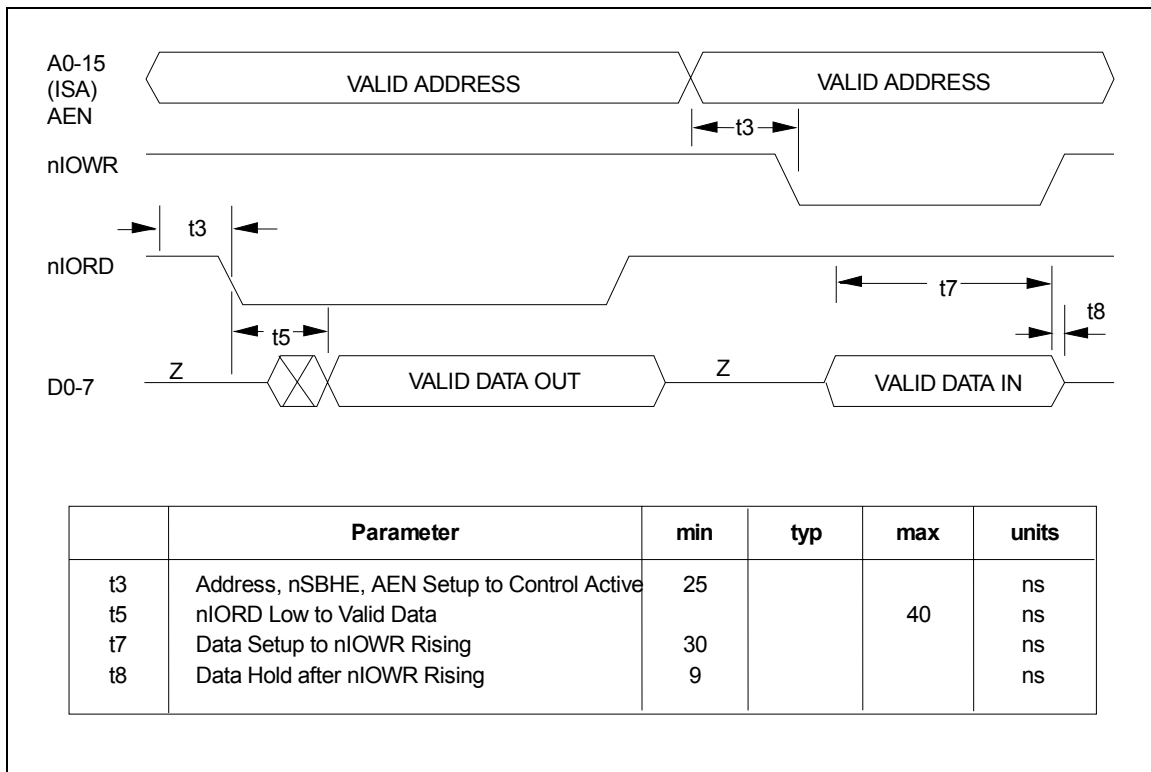 A0-15
(ISA)
AEN
VALID ADDRESS
VALID ADDRESS
t3
nIOWR
t3
nIORD
t7
t8
t5
Z
Z
D0-7
VALID DATA OUT
VALID DATA IN
Parameter min typ max units
t3 Address, nSBHE, AEN Setup to Control Active 25 ns
t5 nIORD Low to Valid Data 40 ns
t7 Data Setup to nIOWR Rising 30 ns
t8 Data Hold after nIOWR Rising 9 ns